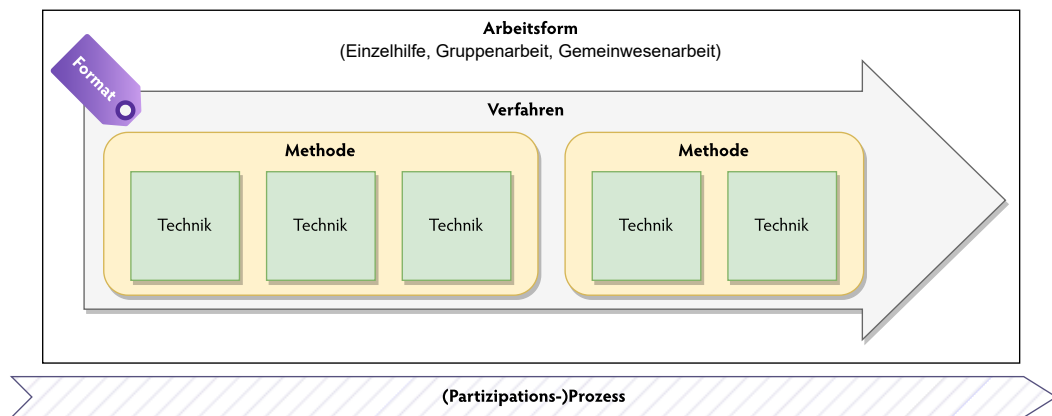 Arbeitsform
(Einzelhilfe, Gruppenarbeit, Gemeinwesenarbeit)
Format
Verfahren
Methode
Methode
Technik
Technik
Technik
Technik
Technik
(Partizipations-)Prozess